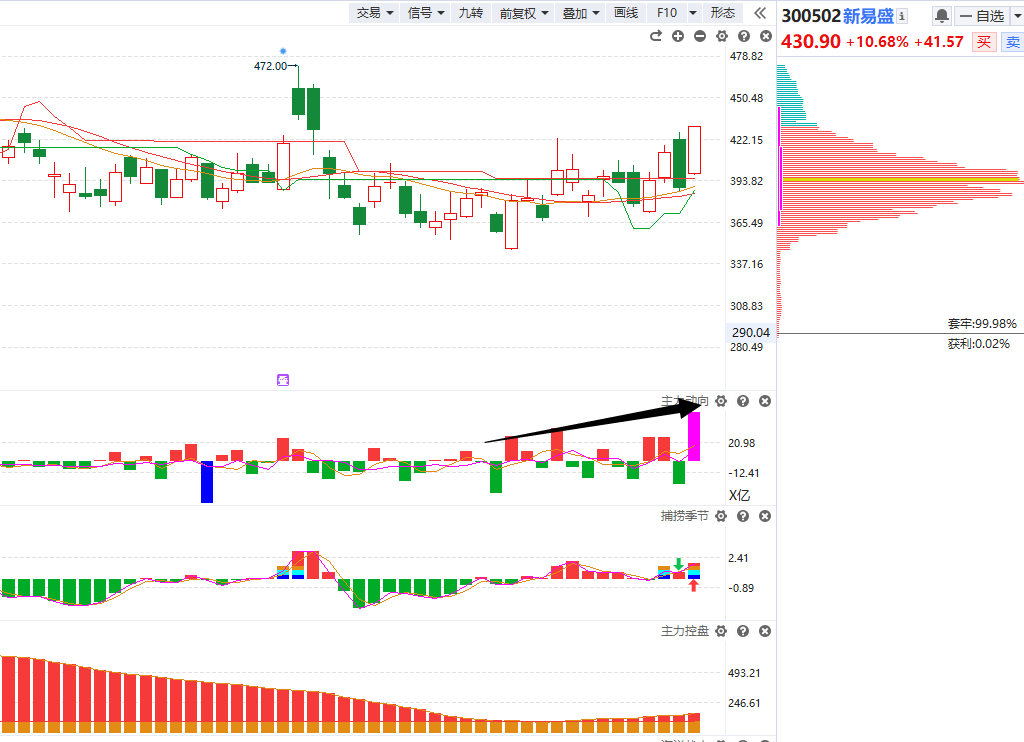 交易 信号 九转 前复权 叠加 画线 F10 形态
300502 新易盛 自选
430.90 +10.68% +41.57 买 卖
472.00
478.82
450.48
422.15
393.82
365.49
337.16
308.83
290.04
280.49
套牢:99.98%
获利:0.02%
20.98
-12.41
X亿
捕捞季节
2.41
-0.89
主力控盘
493.21
246.61